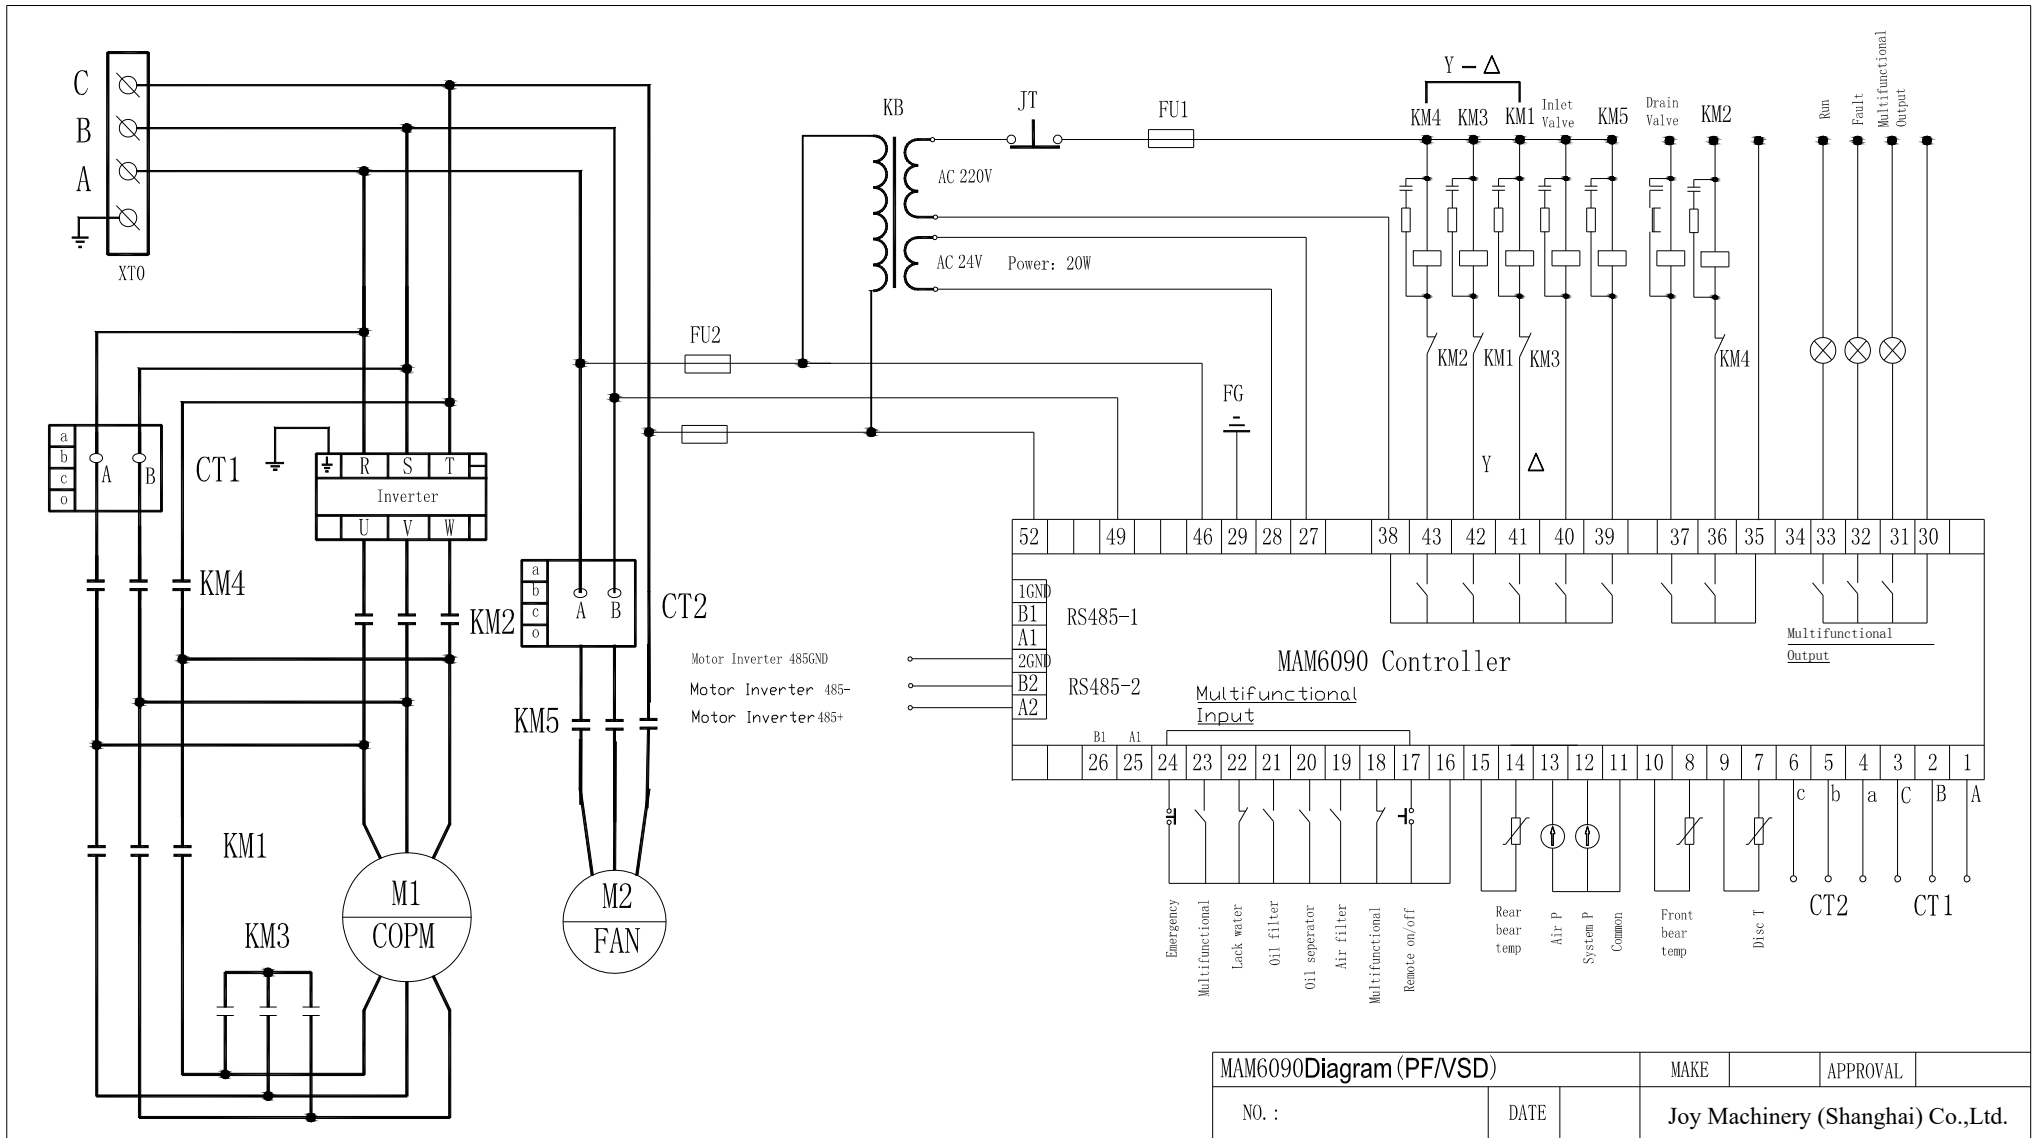 C
B
A
XT0
KB
JT
FU1
AC 220V
AC 24V
Power: 20W
Y - Δ
KM4
KM3
KM1
Inlet
Valve
KM5
Drain
Valve
KM2
Run
Fault
Multifunctional
Output
KM2
KM1
KM3
KM4
FU2
FG
Y
Δ
a
b
c
o
A
B
CT1
R S T
Inverter
U V W
KM4
KM2
a
b
c
o
A
B
CT2
KM5
KM1
M1
COPM
M2
FAN
KM3
52 49 46 29 28 27 38 43 42 41 40 39 37 36 35 34 33 32 31 30
1GND
B1
A1
RS485-1
2GND
B2
A2
RS485-2
Motor Inverter 485GND
Motor Inverter 485-
Motor Inverter 485+
MAM6090 Controller
Multifunctional
Input
Multifunctional
Output
B1 A1
26 25 24 23 22 21 20 19 18 17 16 15 14 13 12 11 10 8 9 7 6 5 4 3 2 1
c b a C B A
CT2
CT1
Emergency
Multifunctional
Lack water
Oil filter
Oil seperator
Air filter
Multifunctional
Remote on/off
Rear
bear
temp
Air P
System P
Common
Front
bear
temp
Disc T
MAM6090Diagram(PF/VSD)
MAKE
APPROVAL
NO. :
DATE
Joy Machinery (Shanghai) Co.,Ltd.